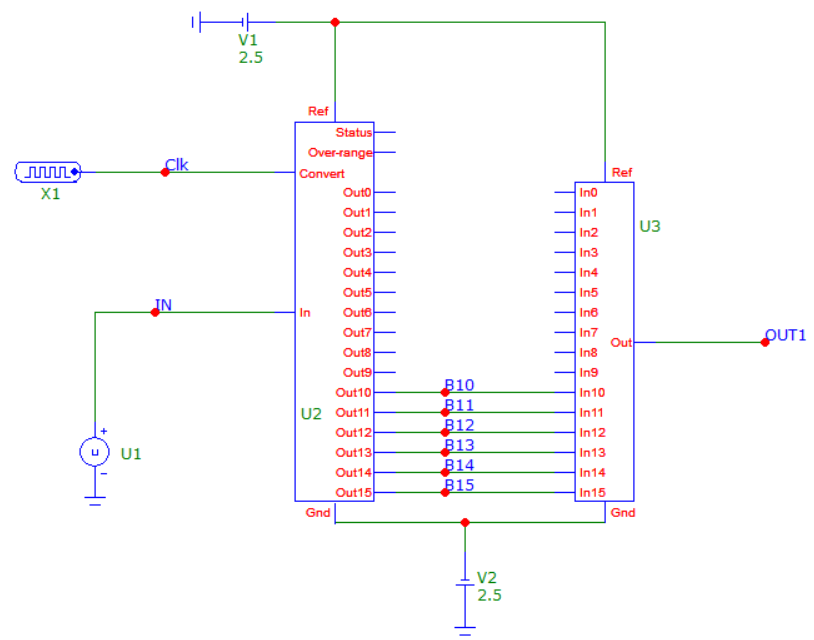 V1
2.5
Ref
Status
Over-range
Clk
Convert
X1
Ref
Out0
In0
Out1
In1
U3
Out2
In2
Out3
In3
Out4
In4
Out5
In5
IN
In
Out6
In6
Out7
In7
Out
OUT1
Out8
In8
Out9
In9
B10
Out10
In10
B11
U2
Out11
In11
B12
Out12
In12
B13
+
u
U1
-
Out13
In13
B14
Out14
In14
B15
Out15
In15
Gnd
Gnd
V2
2.5